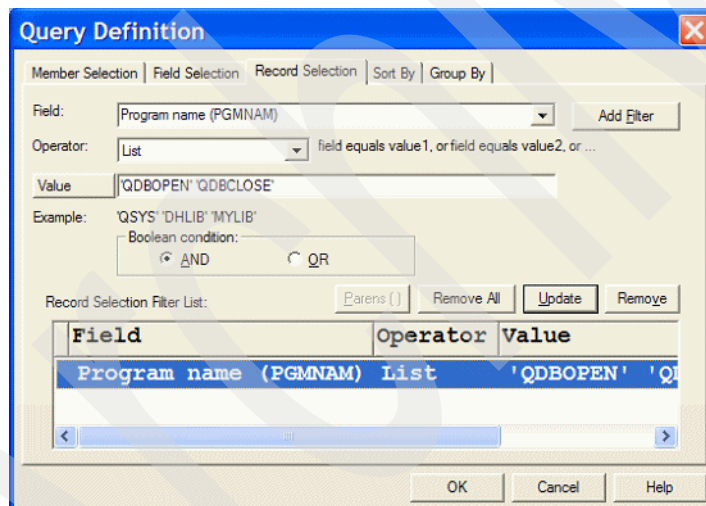 Query Definition
Member Selection Field Selection Record Selection Sort By Group By
Field: Program name (PGMNAM) Add Filter
Operator: List field equals value1, or field equals value2, or ...
Value 'QDBOPEN' 'QDBCLOSE'
Example: 'QSYS' 'DHLIB' 'MYLIB'
Boolean condition:
AND OR
Record Selection Filter List: Parens ( ) Remove All Update Remove
Field Operator Value
Program name (PGMNAM) List 'QDBOPEN'
OK Cancel Help